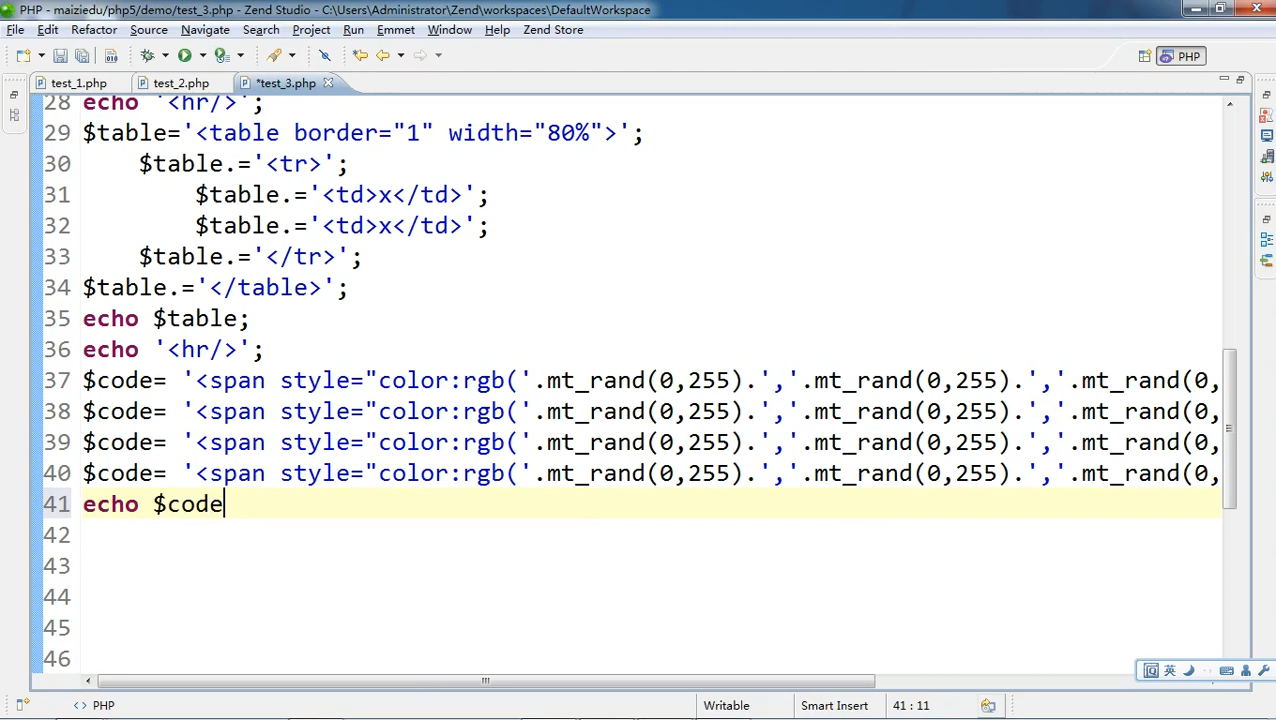 PHP - maiziedu/php5/demo/test_3.php - Zend Studio - C:\Users\Administrator\Zend\workspaces\DefaultWorkspace
File Edit Refactor Source Navigate Search Project Run Emmet Window Help Zend Store
PHP
test_1.php test_2.php *test_3.php
28 echo '<hr/>';
29 $table='<table border="1" width="80%">';
30 $table.='<tr>';
31 $table.='<td>x</td>';
32 $table.='<td>x</td>';
33 $table.='</tr>';
34 $table.='</table>';
35 echo $table;
36 echo '<hr/>';
37 $code= '<span style="color:rgb('.mt_rand(0,255).','.mt_rand(0,255).','.mt_rand(0,
38 $code= '<span style="color:rgb('.mt_rand(0,255).','.mt_rand(0,255).','.mt_rand(0,
39 $code= '<span style="color:rgb('.mt_rand(0,255).','.mt_rand(0,255).','.mt_rand(0,
40 $code= '<span style="color:rgb('.mt_rand(0,255).','.mt_rand(0,255).','.mt_rand(0,
41 echo $code
42
43
44
45
46
英
<> PHP Writable Smart Insert 41 : 11